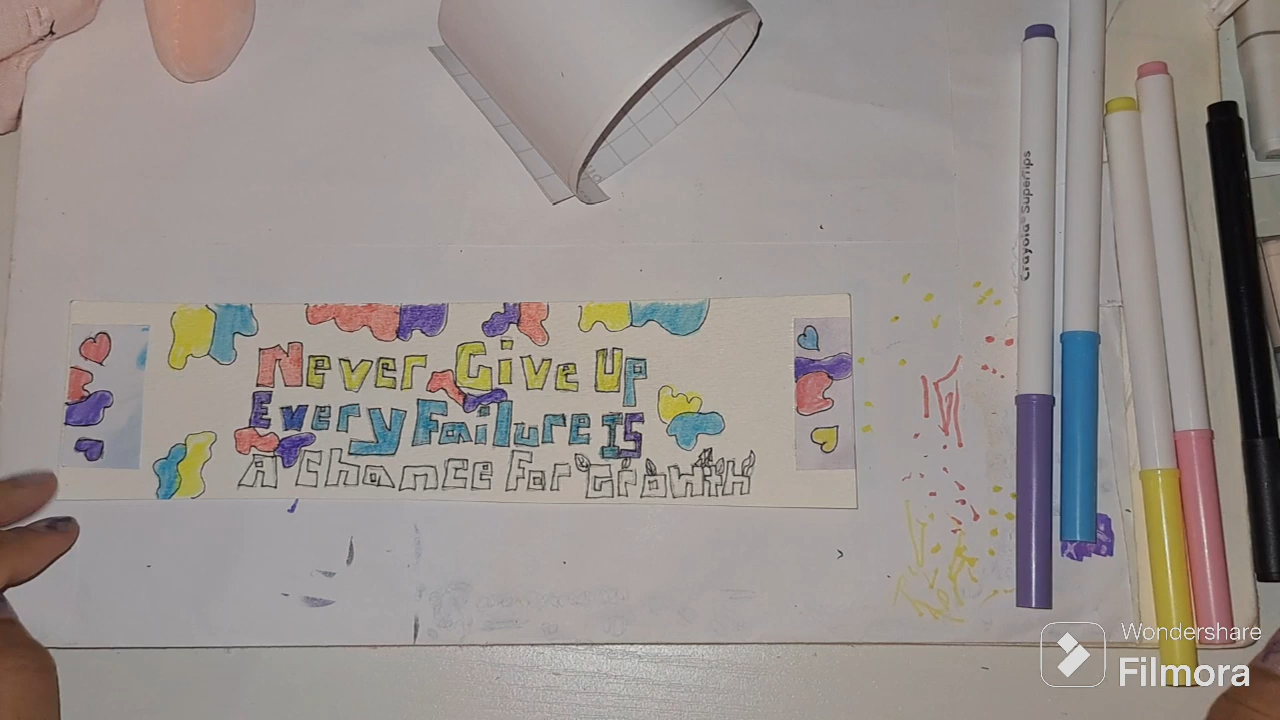 Never Give Up
Every Failure IS
A Chance For Growth
Crayola Supertips
Wondershare
Filmora